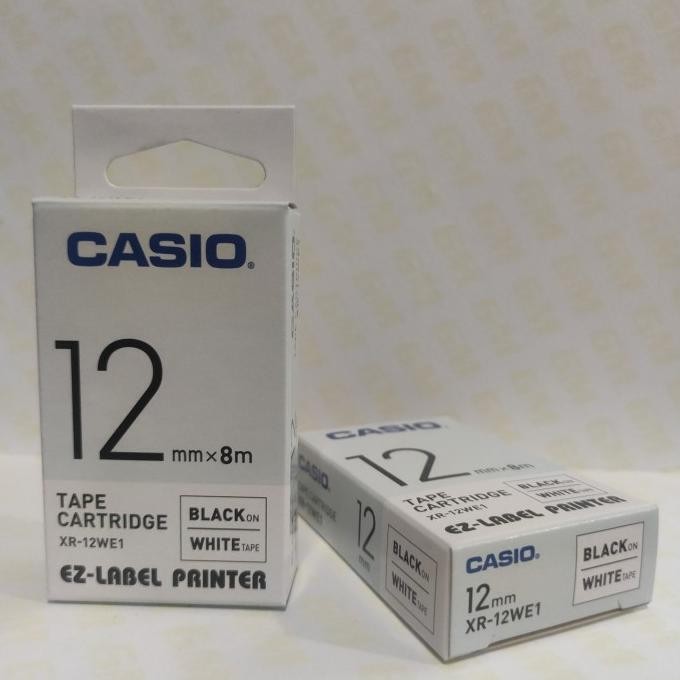 CASIO®
12 mm×8m
TAPE
CARTRIDGE
XR-12WE1
BLACK ON
WHITE TAPE
EZ-LABEL PRINTER
CASIO
12 mm×8m
TAPE
CARTRIDGE
XR-12WE1
BLACK ON
WHITE TAPE
EZ-LABEL PRINTER
CASIO
12
mm
BLACK ON
WHITE TAPE
CASIO®
12mm
XR-12WE1
BLACK ON
WHITE TAPE